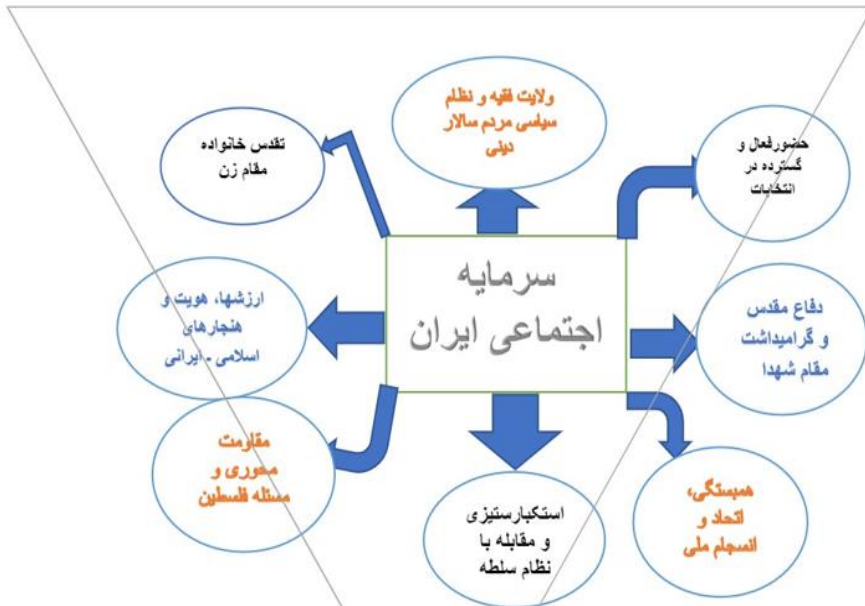 ولایت فقیه و نظام
سیاسی مردم سالار
دینی
حضورفعال و
گسترده در
انتخابات
تقدس خانواده
مقام زن
سرمایه
اجتماعی ایران
دفاع مقدس
و گرامیداشت
مقام شهدا
ارزشها، هویت و
هنجارهای
اسلامی - ایرانی
همبستگی،
اتحاد و
انسجام ملی
استکبارستیزی
و مقابله با
نظام سلطه
مقاومت
محوری و
مسئله فلسطین